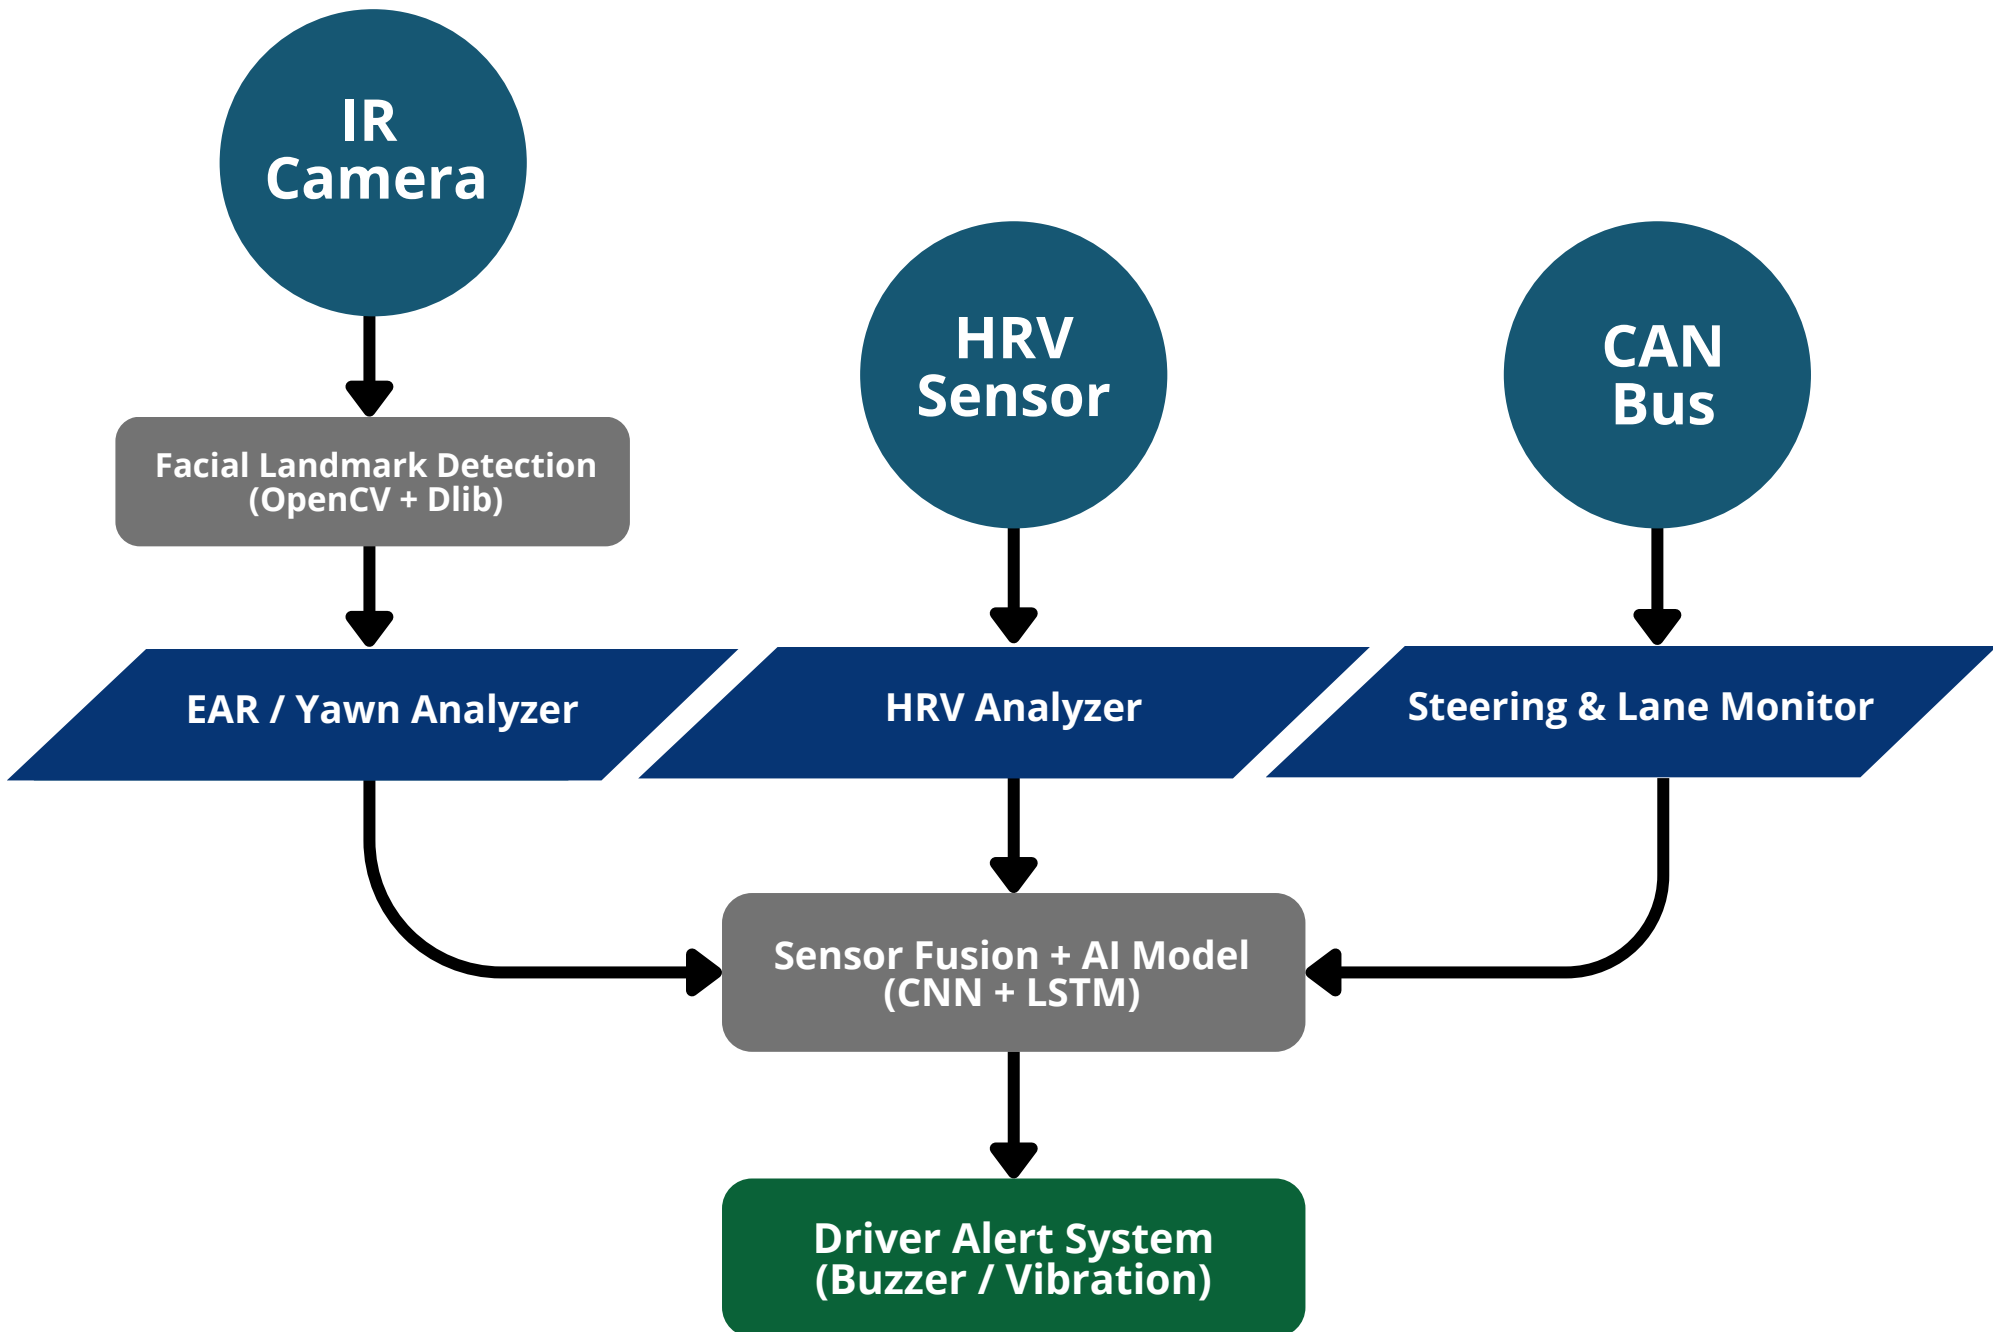 IR
Camera
HRV
Sensor
CAN
Bus
Facial Landmark Detection
(OpenCV + Dlib)
EAR / Yawn Analyzer
HRV Analyzer
Steering & Lane Monitor
Sensor Fusion + AI Model
(CNN + LSTM)
Driver Alert System
(Buzzer / Vibration)